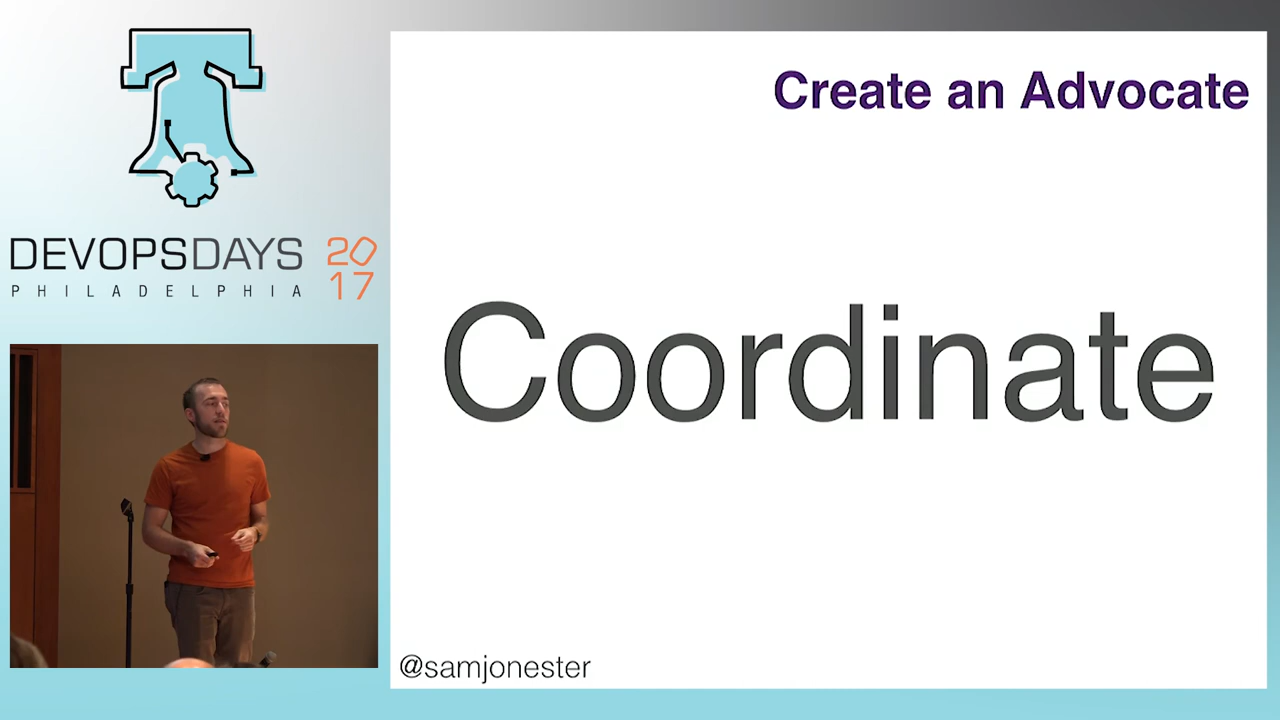 DEVOPSDAYS 2017
PHILADELPHIA
Create an Advocate
Coordinate
@samjonester